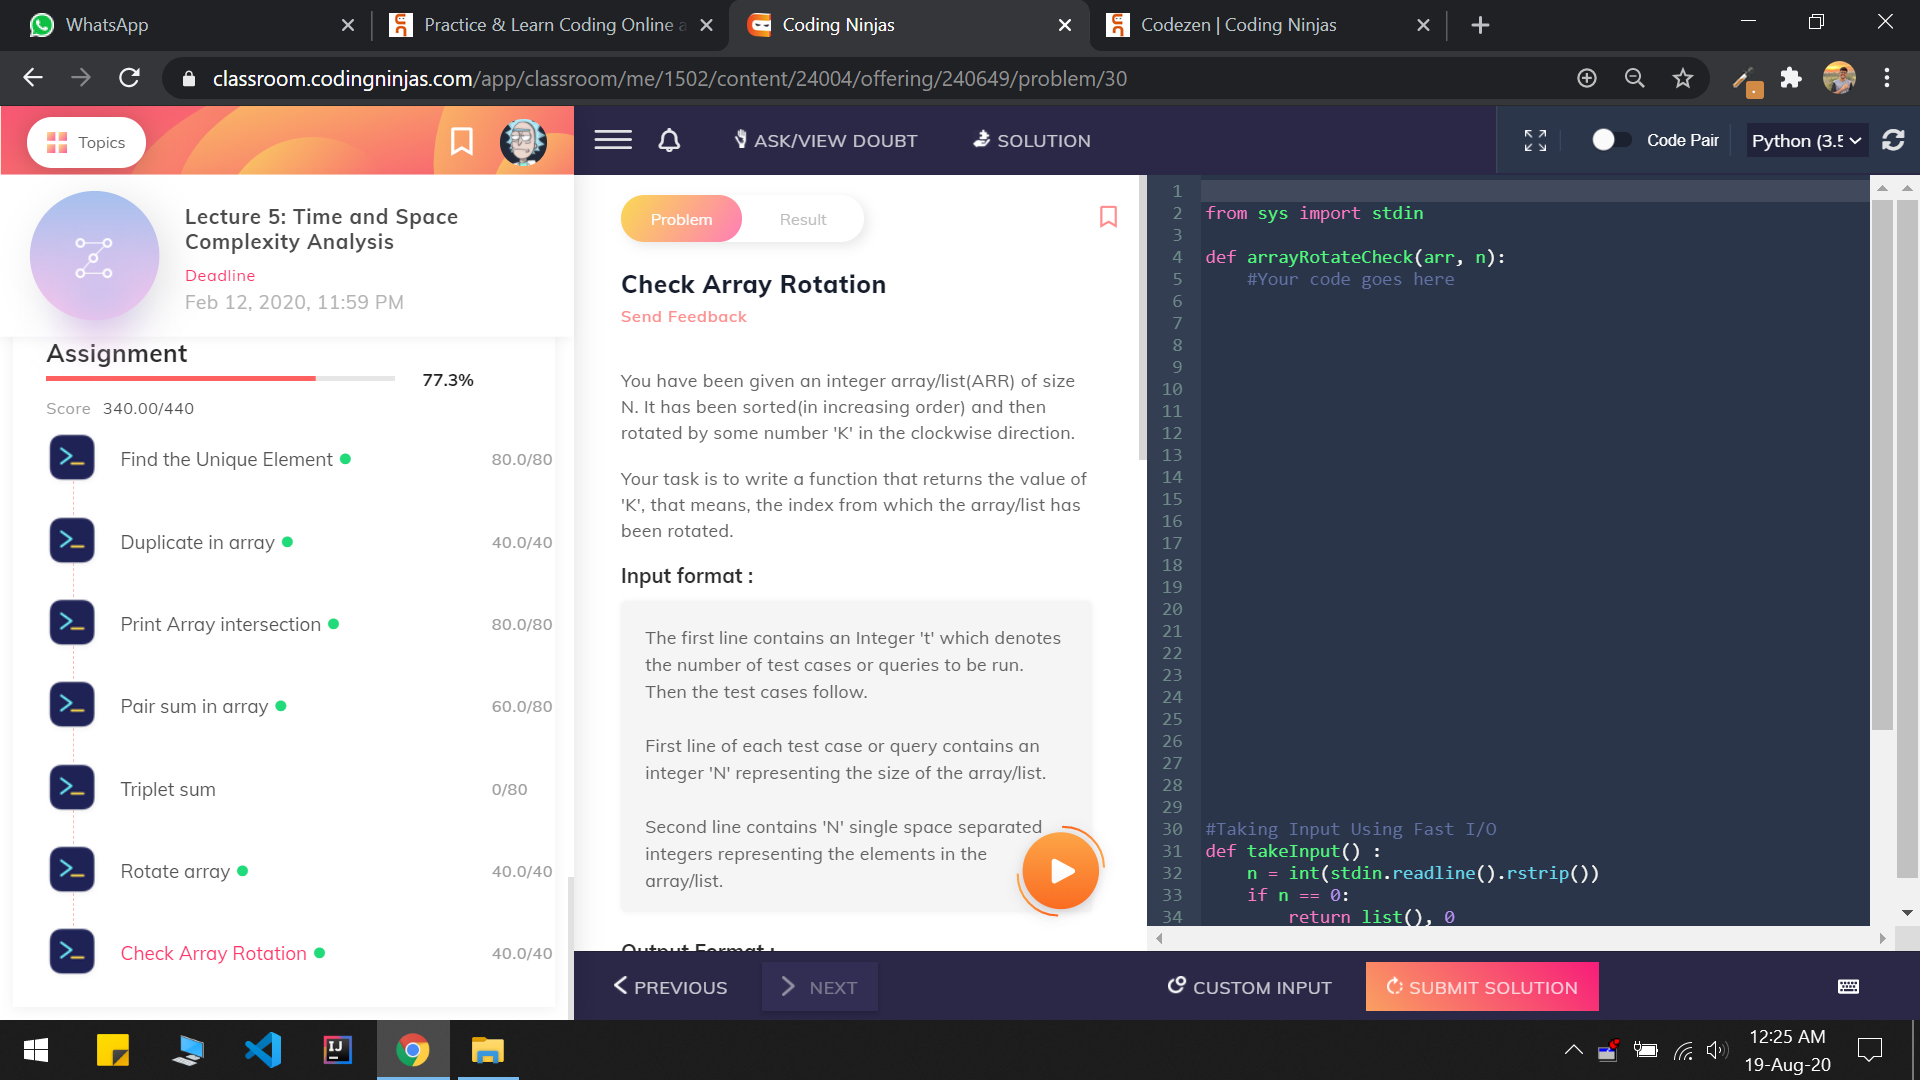 WhatsApp
Practice & Learn Coding Online a
Coding Ninjas
Codezen | Coding Ninjas
classroom.codingninjas.com/app/classroom/me/1502/content/24004/offering/240649/problem/30
Topics
Lecture 5: Time and Space
Complexity Analysis
Deadline
Feb 12, 2020, 11:59 PM
Assignment
77.3%
Score 340.00/440
Find the Unique Element 80.0/80
Duplicate in array 40.0/40
Print Array intersection 80.0/80
Pair sum in array 60.0/80
Triplet sum 0/80
Rotate array 40.0/40
Check Array Rotation 40.0/40
ASK/VIEW DOUBT
SOLUTION
Code Pair
Python (3.5
Problem
Result
Check Array Rotation
Send Feedback
You have been given an integer array/list(ARR) of size
N. It has been sorted(in increasing order) and then
rotated by some number 'K' in the clockwise direction.
Your task is to write a function that returns the value of
'K', that means, the index from which the array/list has
been rotated.
Input format :
The first line contains an Integer 't' which denotes
the number of test cases or queries to be run.
Then the test cases follow.
First line of each test case or query contains an
integer 'N' representing the size of the array/list.
Second line contains 'N' single space separated
integers representing the elements in the
array/list.
Output Format :
1
2 from sys import stdin
3
4 def arrayRotateCheck(arr, n):
5 #Your code goes here
6
7
8
9
10
11
12
13
14
15
16
17
18
19
20
21
22
23
24
25
26
27
28
29
30 #Taking Input Using Fast I/O
31 def takeInput() :
32 n = int(stdin.readline().rstrip())
33 if n == 0:
34 return list(), 0
PREVIOUS
NEXT
CUSTOM INPUT
SUBMIT SOLUTION
IJ
12:25 AM
19-Aug-20